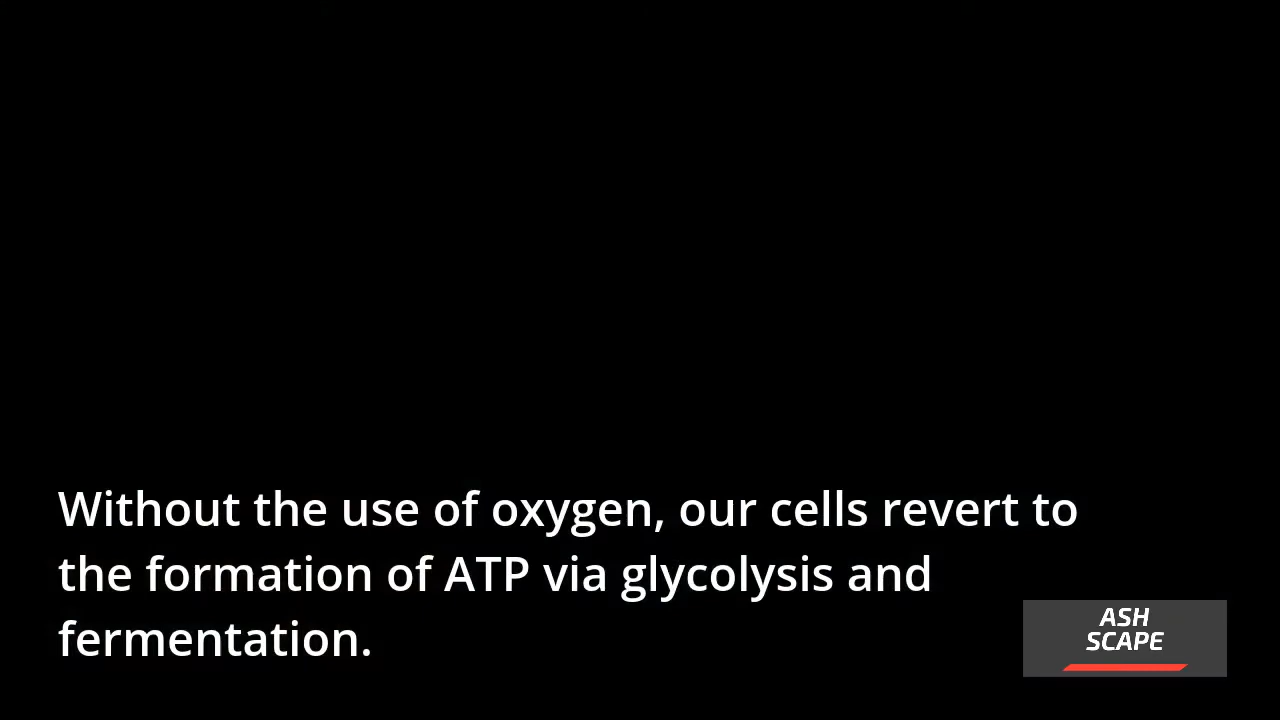 Without the use of oxygen, our cells revert to
the formation of ATP via glycolysis and
fermentation.
ASH
SCAPE